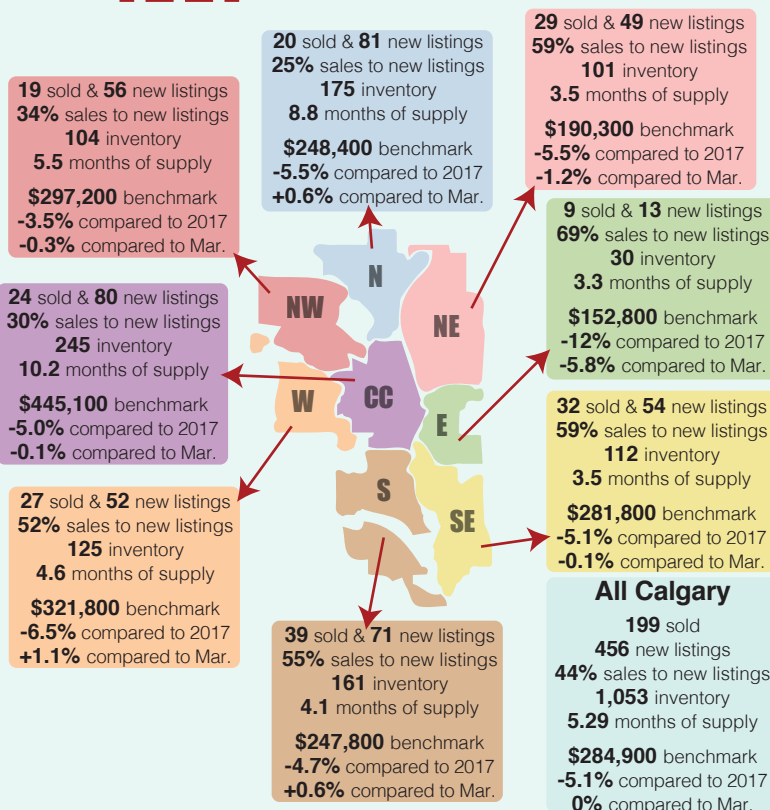 20 sold & 81 new listings
25% sales to new listings
175 inventory
8.8 months of supply
$248,400 benchmark
-5.5% compared to 2017
+0.6% compared to Mar.
29 sold & 49 new listings
59% sales to new listings
101 inventory
3.5 months of supply
$190,300 benchmark
-5.5% compared to 2017
-1.2% compared to Mar.
19 sold & 56 new listings
34% sales to new listings
104 inventory
5.5 months of supply
$297,200 benchmark
-3.5% compared to 2017
-0.3% compared to Mar.
9 sold & 13 new listings
69% sales to new listings
30 inventory
3.3 months of supply
$152,800 benchmark
-12% compared to 2017
-5.8% compared to Mar.
N
NW
NE
24 sold & 80 new listings
30% sales to new listings
245 inventory
10.2 months of supply
$445,100 benchmark
-5.0% compared to 2017
-0.1% compared to Mar.
W
CC
E
32 sold & 54 new listings
59% sales to new listings
112 inventory
3.5 months of supply
$281,800 benchmark
-5.1% compared to 2017
-0.1% compared to Mar.
S
SE
27 sold & 52 new listings
52% sales to new listings
125 inventory
4.6 months of supply
$321,800 benchmark
-6.5% compared to 2017
+1.1% compared to Mar.
39 sold & 71 new listings
55% sales to new listings
161 inventory
4.1 months of supply
$247,800 benchmark
-4.7% compared to 2017
+0.6% compared to Mar.
All Calgary
199 sold
456 new listings
44% sales to new listings
1,053 inventory
5.29 months of supply
$284,900 benchmark
-5.1% compared to 2017
0% compared to Mar.